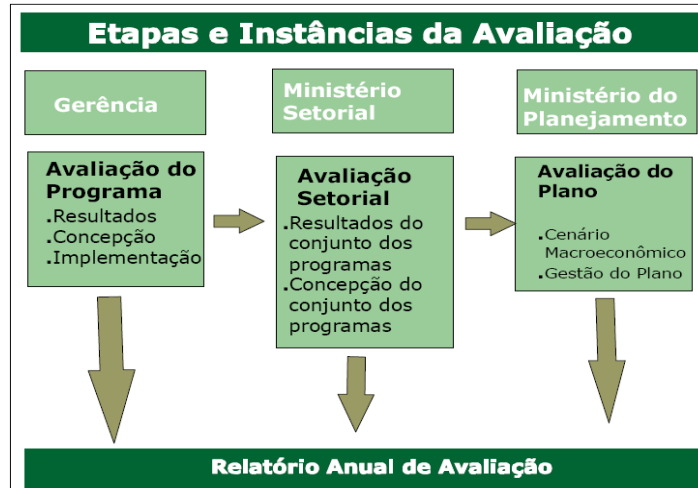 Etapas e Instâncias da Avaliação
Gerência
Avaliação do
Programa
.Resultados
.Concepção
.Implementação
Ministério
Setorial
Avaliação
Setorial
.Resultados do
conjunto dos
programas
.Concepção do
conjunto dos
programas
Ministério do
Planejamento
Avaliação do
Plano
.Cenário
Macroeconômico
.Gestão do Plano
Relatório Anual de Avaliação